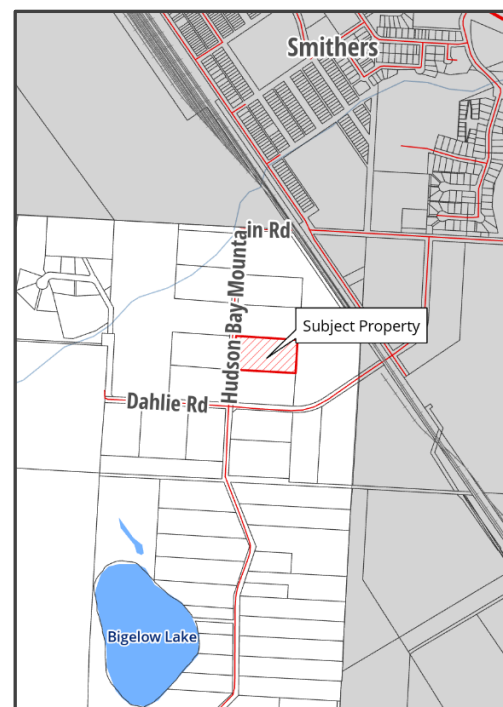 Smithers
Hudson Bay Mountain Rd
Subject Property
Dahlie Rd
Bigelow Lake